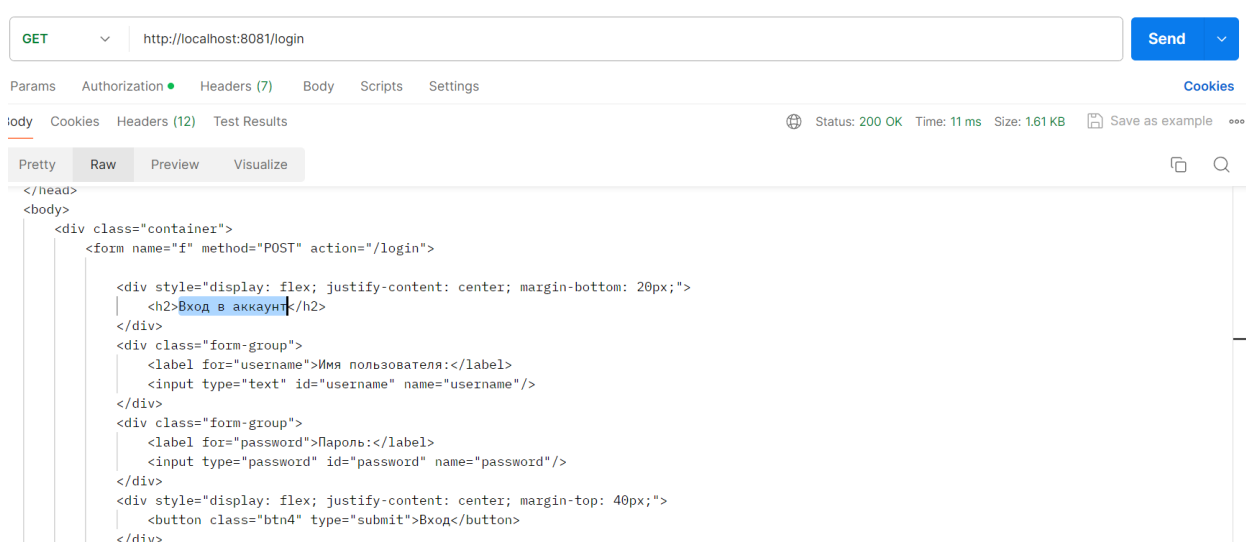 GET http://localhost:8081/login Send
Params Authorization Headers (7) Body Scripts Settings Cookies
Body Cookies Headers (12) Test Results Status: 200 OK Time: 11 ms Size: 1.61 KB Save as example
Pretty Raw Preview Visualize
</head>
<body>
<div class="container">
<form name="f" method="POST" action="/login">
<div style="display: flex; justify-content: center; margin-bottom: 20px;">
<h2>Вход в аккаунт</h2>
</div>
<div class="form-group">
<label for="username">Имя пользователя:</label>
<input type="text" id="username" name="username"/>
</div>
<div class="form-group">
<label for="password">Пароль:</label>
<input type="password" id="password" name="password"/>
</div>
<div style="display: flex; justify-content: center; margin-top: 40px;">
<button class="btn4" type="submit">Вход</button>
</div>